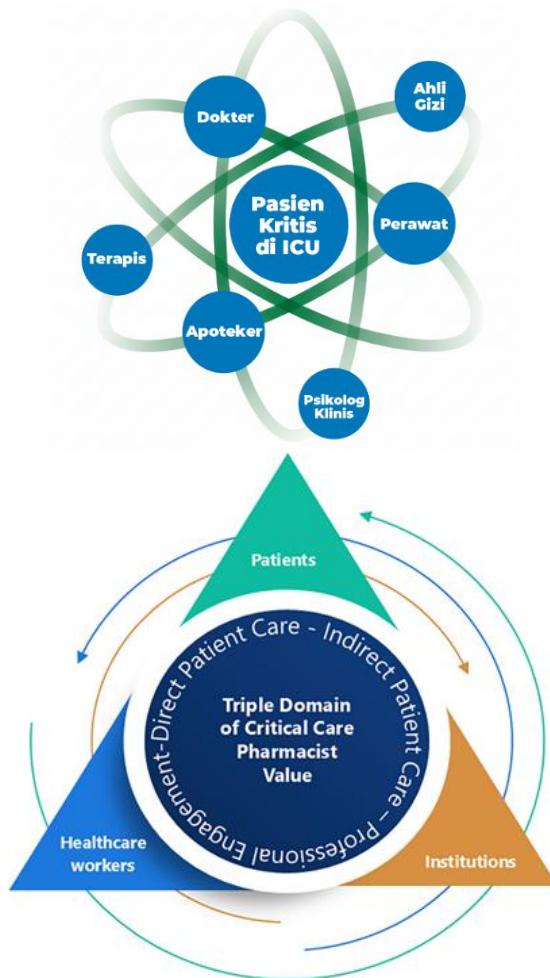 Ahli
Gizi
Dokter
Pasien
Kritis
di ICU
Perawat
Terapis
Apoteker
Psikolog
Klinis
Patients
Direct Patient Care - Indirect Patient Care – Professional Engagement-
Triple Domain
of Critical Care
Pharmacist
Value
Healthcare
workers
Institutions